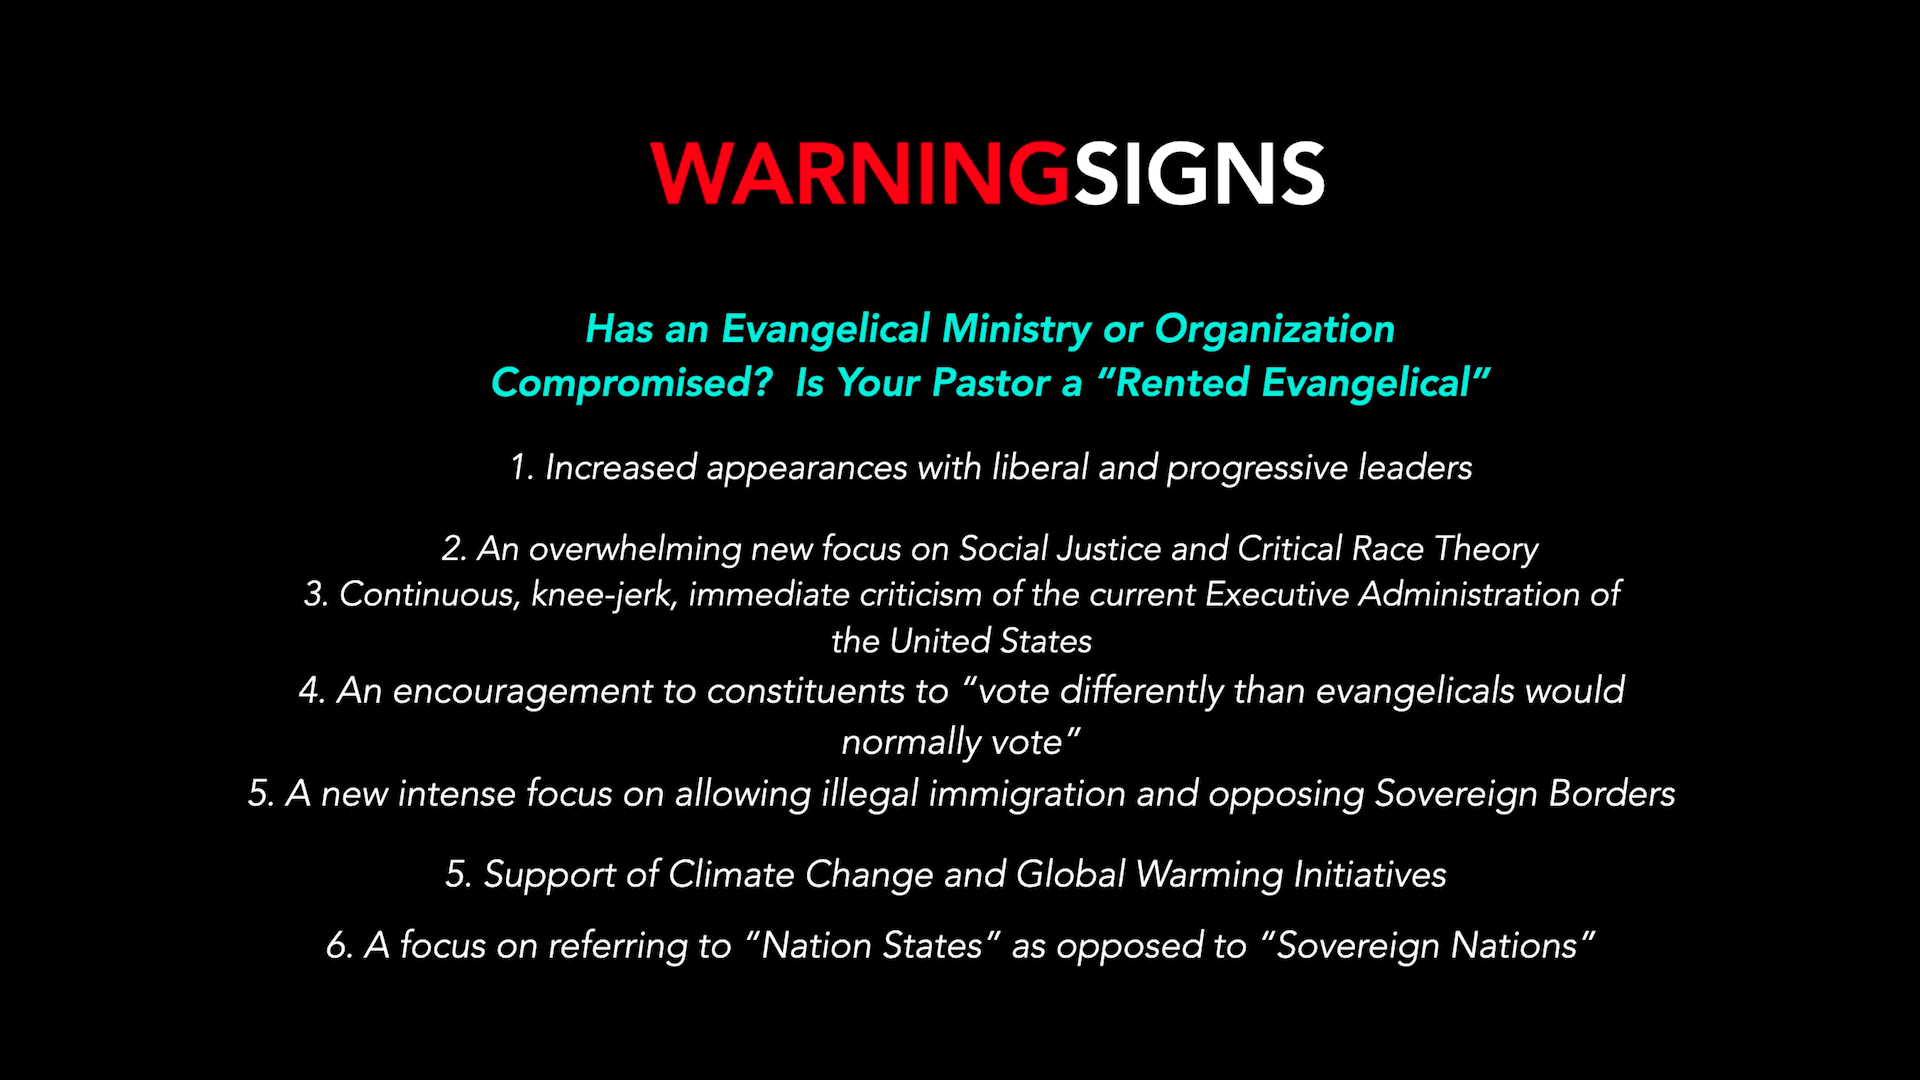 WARNINGSIGNS
Has an Evangelical Ministry or Organization
Compromised?  Is Your Pastor a “Rented Evangelical”
1. Increased appearances with liberal and progressive leaders
2. An overwhelming new focus on Social Justice and Critical Race Theory
3. Continuous, knee-jerk, immediate criticism of the current Executive Administration of
the United States
4. An encouragement to constituents to “vote differently than evangelicals would
normally vote”
5. A new intense focus on allowing illegal immigration and opposing Sovereign Borders
5. Support of Climate Change and Global Warming Initiatives
6. A focus on referring to “Nation States” as opposed to “Sovereign Nations”